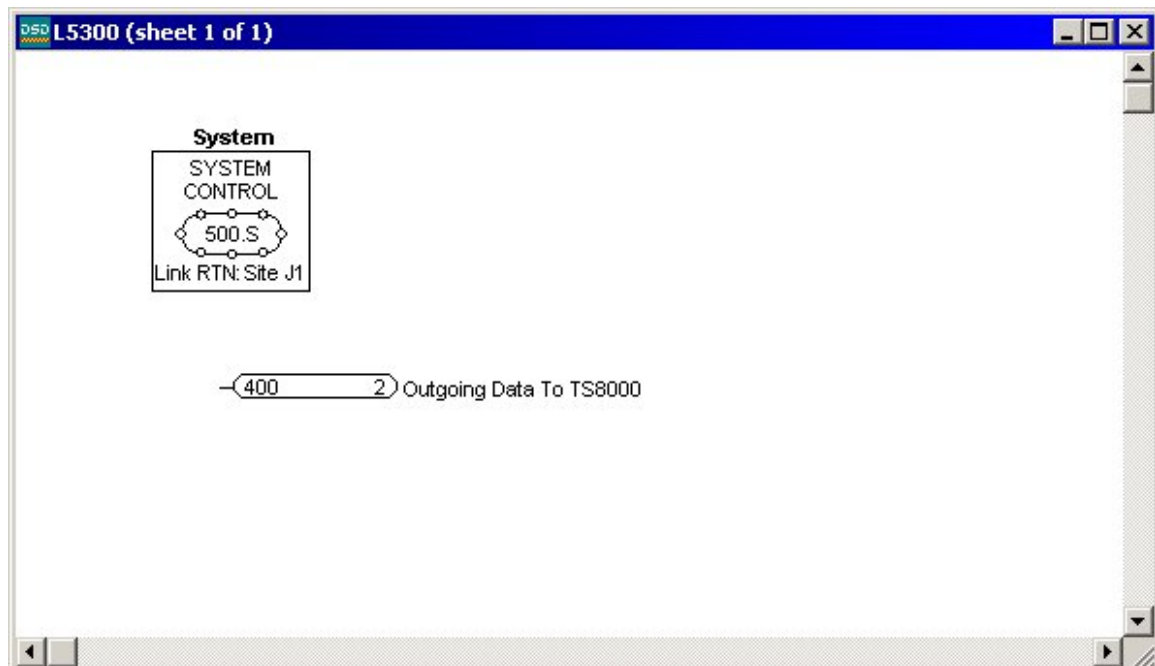 DSD L5300 (sheet 1 of 1)
System
SYSTEM
CONTROL
500.S
Link RTN: Site J1
400 2 Outgoing Data To TS8000